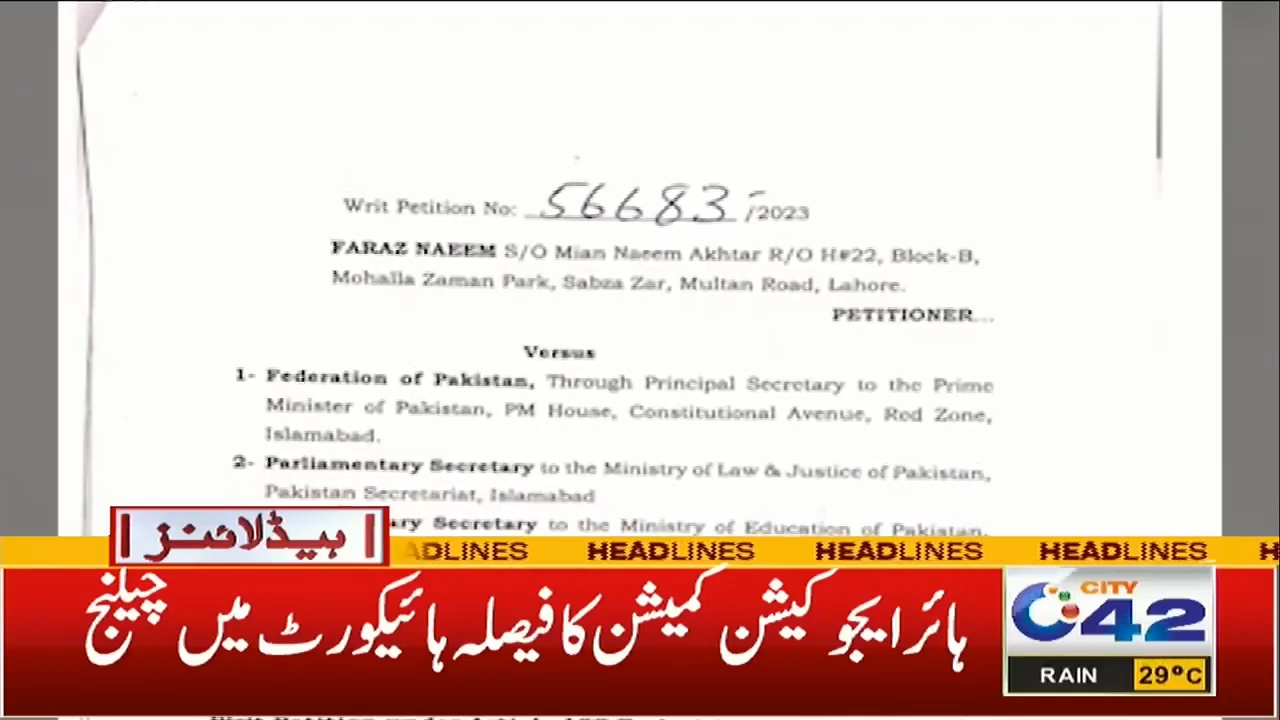 Writ Petition No: 56683/2023
FARAZ NAEEM S/O Mian Naeem Akhtar R/O H#22, Block-B,
Mohalla Zaman Park, Sabza Zar, Multan Road, Lahore.
PETITIONER...
Versus
1- Federation of Pakistan, Through Principal Secretary to the Prime
Minister of Pakistan, PM House, Constitutional Avenue, Red Zone,
Islamabad.
2- Parliamentary Secretary to the Ministry of Law & Justice of Pakistan,
Pakistan Secretariat, Islamabad
Secretary to the Ministry of Education of Pakistan,
ہیڈلائنز
HEADLINES HEADLINES HEADLINES
ہائر ایجوکیشن کمیشن کا فیصلہ ہائیکورٹ میں چیلنج
CITY
42
RAIN 29°C